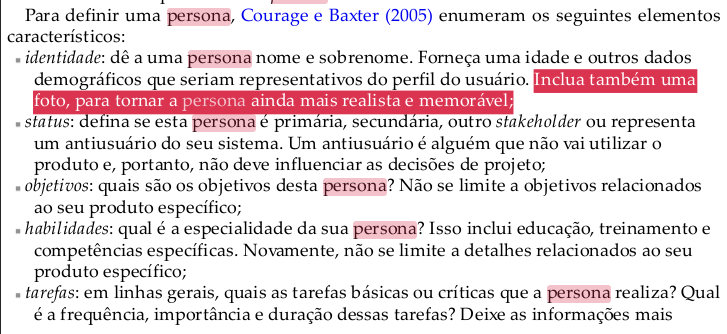 Para definir uma persona, Courage e Baxter (2005) enumeram os seguintes elementos
característicos:
identidade: dê a uma persona nome e sobrenome. Forneça uma idade e outros dados
demográficos que seriam representativos do perfil do usuário. Inclua também uma
foto, para tornar a persona ainda mais realista e memorável;
status: defina se esta persona é primária, secundária, outro stakeholder ou representa
um antiusuário do seu sistema. Um antiusuário é alguém que não vai utilizar o
produto e, portanto, não deve influenciar as decisões de projeto;
objetivos: quais são os objetivos desta persona? Não se limite a objetivos relacionados
ao seu produto específico;
habilidades: qual é a especialidade da sua persona? Isso inclui educação, treinamento e
competências específicas. Novamente, não se limite a detalhes relacionados ao seu
produto específico;
tarefas: em linhas gerais, quais as tarefas básicas ou críticas que a persona realiza? Qual
é a frequência, importância e duração dessas tarefas? Deixe as informações mais